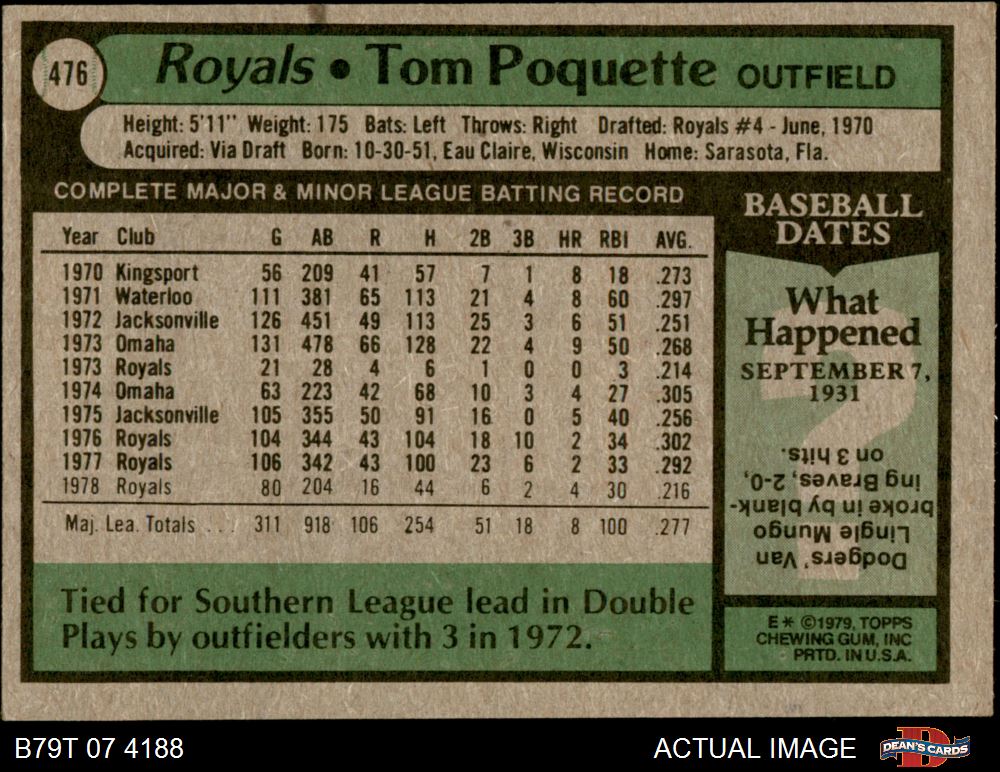 476
Royals • Tom Poquette OUTFIELD
Height: 5'11" Weight: 175 Bats: Left Throws: Right Drafted: Royals #4 - June, 1970
Acquired: Via Draft Born: 10-30-51, Eau Claire, Wisconsin Home: Sarasota, Fla.
COMPLETE MAJOR & MINOR LEAGUE BATTING RECORD
Year Club G AB R H 2B 3B HR RBI AVG.
1970 Kingsport 56 209 41 57 7 1 8 18 .273
1971 Waterloo 111 381 65 113 21 4 8 60 .297
1972 Jacksonville 126 451 49 113 25 3 6 51 .251
1973 Omaha 131 478 66 128 22 4 9 50 .268
1973 Royals 21 28 4 6 1 0 0 3 .214
1974 Omaha 63 223 42 68 10 3 4 27 .305
1975 Jacksonville 105 355 50 91 16 0 5 40 .256
1976 Royals 104 344 43 104 18 10 2 34 .302
1977 Royals 106 342 43 100 23 6 2 33 .292
1978 Royals 80 204 16 44 6 2 4 30 .216
Maj. Lea. Totals . . . 311 918 106 254 51 18 8 100 .277
Tied for Southern League lead in Double
Plays by outfielders with 3 in 1972.
BASEBALL
DATES
What
Happened
SEPTEMBER 7,
1931
?
Dodgers' Van
Lingle Mungo
broke in by blank-
ing Braves, 2-0,
on 3 hits.
E* ©1979, TOPPS
CHEWING GUM, INC
PRTD. IN U.S.A.
B79T 07 4188
ACTUAL IMAGE
D
DEAN'S CARDS